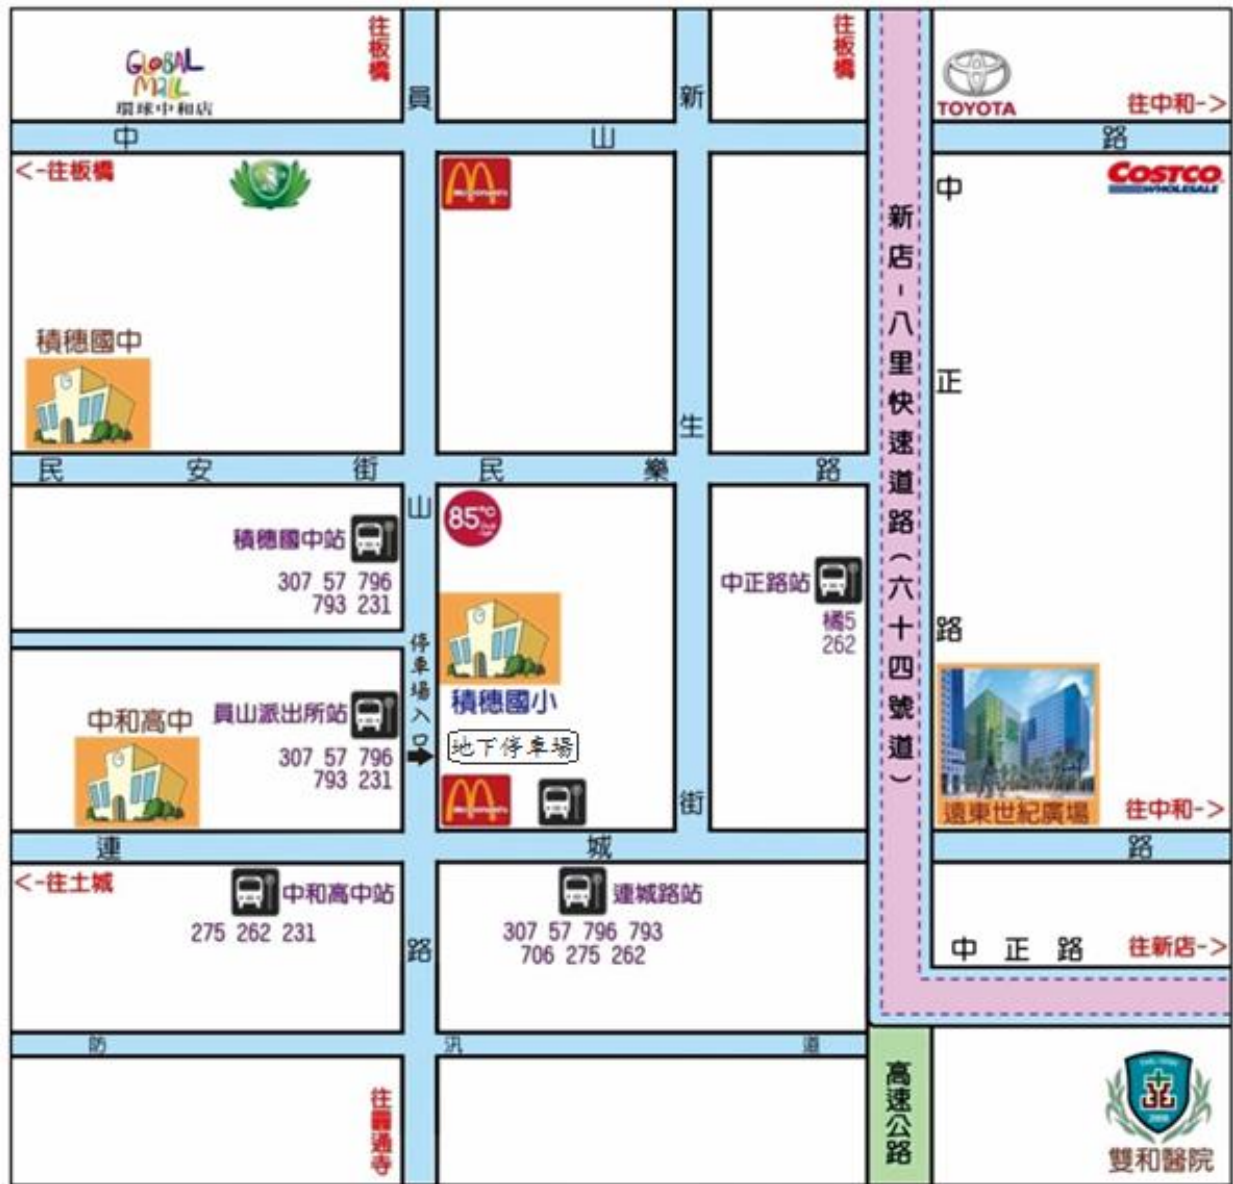 GLOBAL
MALL
環球中和店
往板橋
往板橋
TOYOTA
往中和->
員山路
新生街
中山路
<-往板橋
COSTCO
WHOLESALE
McDonald's
中正路
新店-八里快速道路(六十四號道)
積穗國中
民安街
民樂路
85°C
積穗國中站
307 57 796
793 231
中正路站
橘5
262
停車場入口
積穗國小
地下停車場
中和高中
員山派出所站
307 57 796
793 231
McDonald's
遠東世紀廣場
往中和->
連城路
<-往土城
中和高中站
275 262 231
連城路站
307 57 796 793
706 275 262
中正路
往新店->
防汛道
往圓通寺
高速公路
雙和醫院